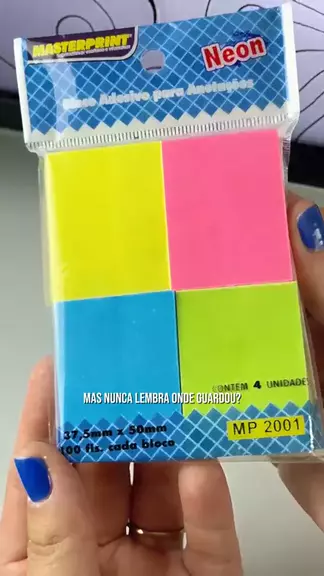 MASTERPRINT
Neon
Bloco Adesivo para Anotações
CONTÉM 4 UNIDADES
MAS NUNCA LEMBRA ONDE GUARDOU?
37,5mm x 50mm
100 fls. cada bloco
MP 2001